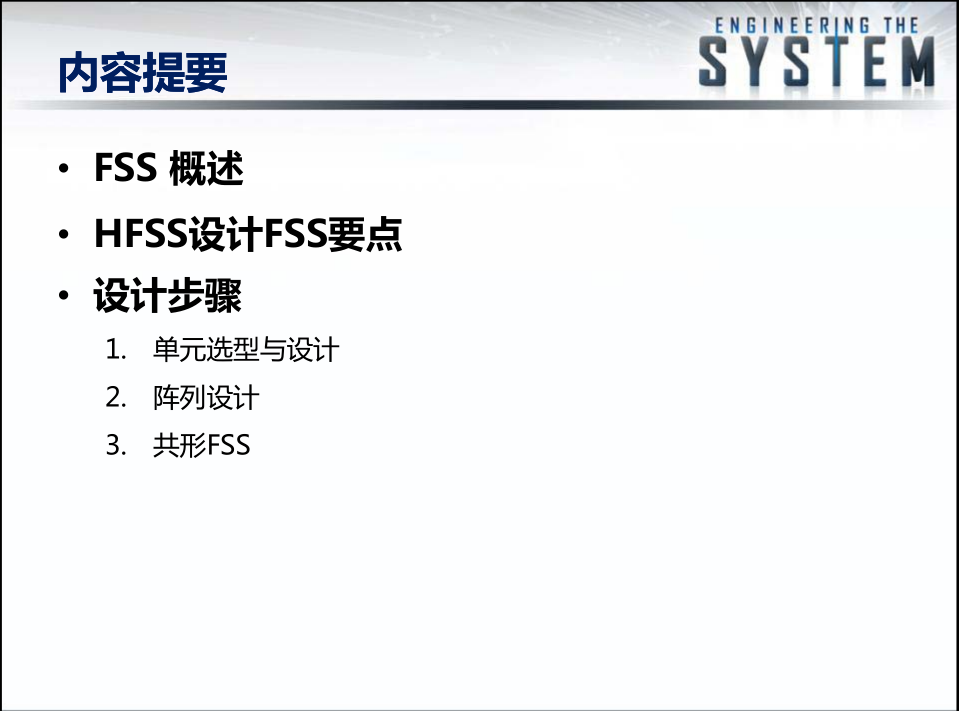 ENGINEERING THE
SYSTEM
内容提要
• FSS 概述
• HFSS设计FSS要点
• 设计步骤
1. 单元选型与设计
2. 阵列设计
3. 共形FSS